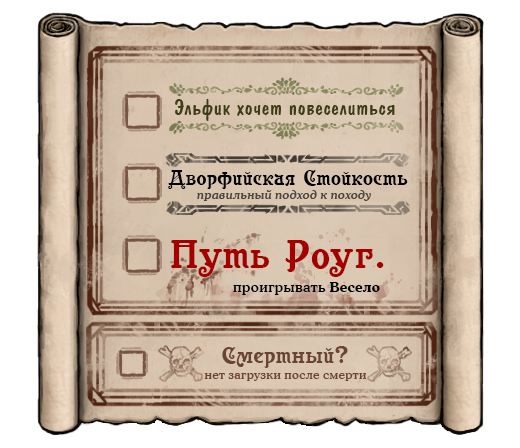 Эльфик хочет повеселиться
Дворфийская Стойкость
правильный подход к походу
Путь Роуг.
проигрывать Весело
Смертный?
нет загрузки после смерти